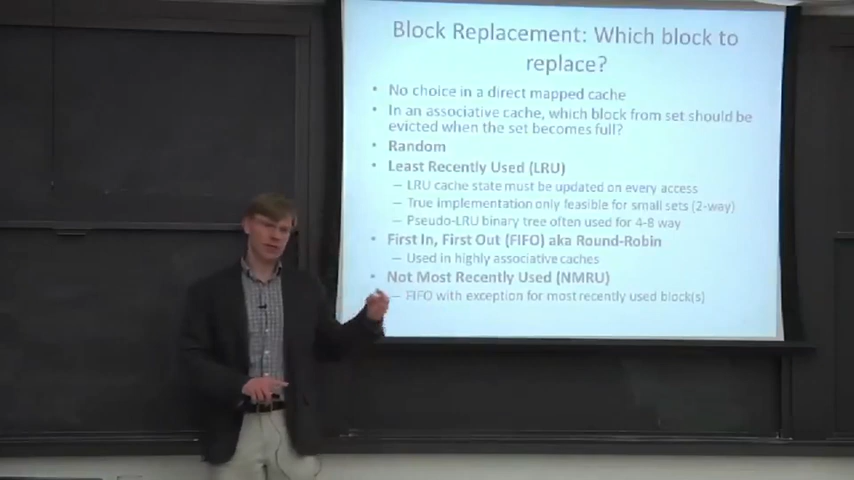 Block Replacement: Which block to
replace?
• No choice in a direct mapped cache
• In an associative cache, which block from set should be
evicted when the set becomes full?
• Random
• Least Recently Used (LRU)
– LRU cache state must be updated on every access
– True implementation only feasible for small sets (2-way)
– Pseudo-LRU binary tree often used for 4-8 way
• First In, First Out (FIFO) aka Round-Robin
– Used in highly associative caches
• Not Most Recently Used (NMRU)
– FIFO with exception for most recently used block(s)